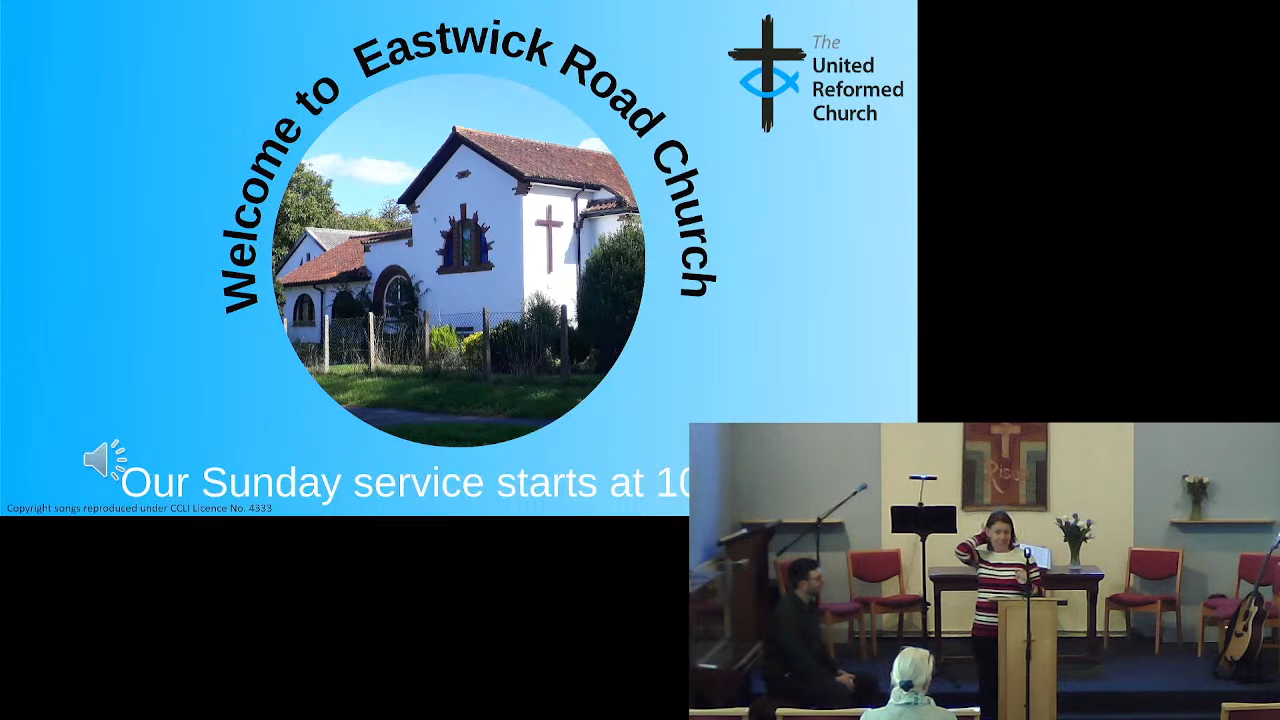 Welcome to Eastwick Road Church
The
United
Reformed
Church
Our Sunday service starts at 10
Copyright songs reproduced under CCLI Licence No. 4333
Rise